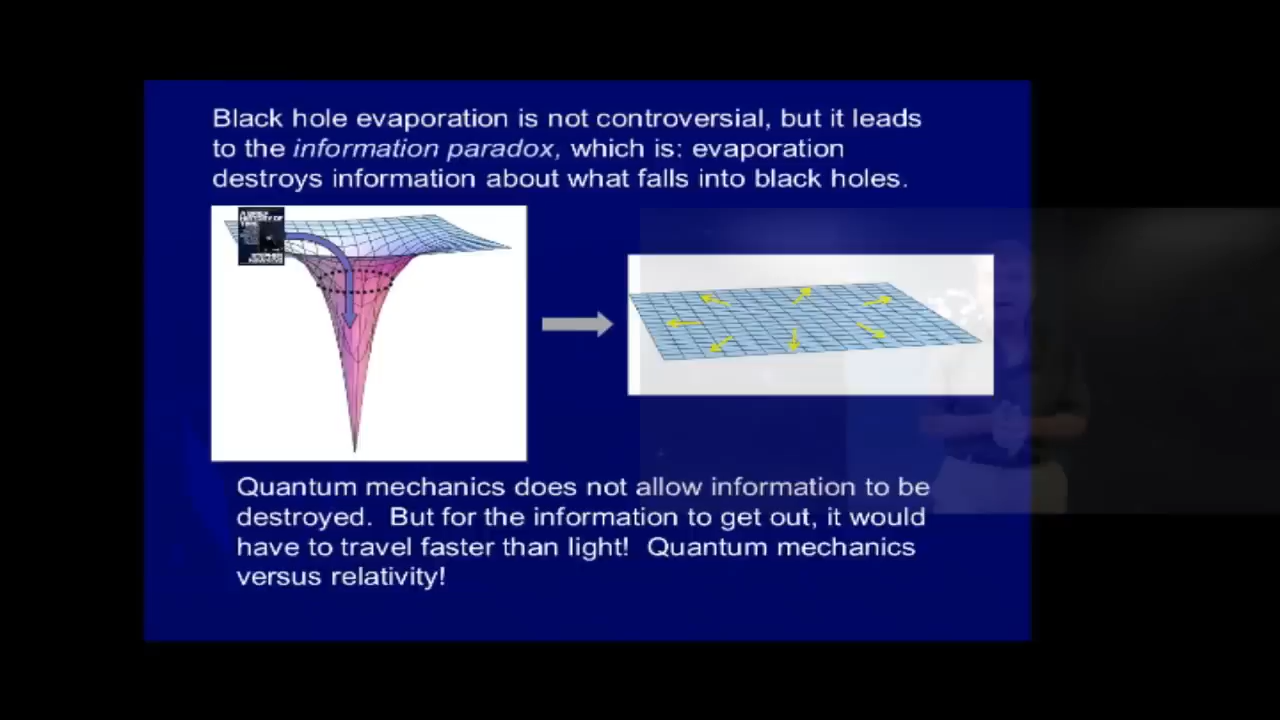 Black hole evaporation is not controversial, but it leads
to the information paradox, which is: evaporation
destroys information about what falls into black holes.
Quantum mechanics does not allow information to be
destroyed.  But for the information to get out, it would
have to travel faster than light!  Quantum mechanics
versus relativity!